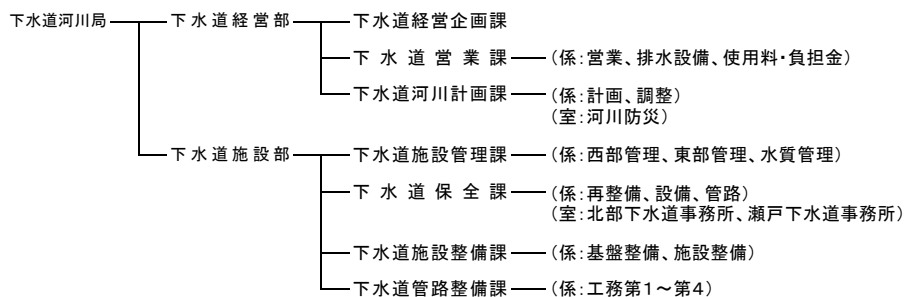 下水道河川局 下水道経営部 下水道経営企画課
下水道営業課 (係:営業、排水設備、使用料・負担金)
下水道河川計画課 (係:計画、調整)
(室:河川防災)
下水道施設部 下水道施設管理課 (係:西部管理、東部管理、水質管理)
下水道保全課 (係:再整備、設備、管路)
(室:北部下水道事務所、瀬戸下水道事務所)
下水道施設整備課 (係:基盤整備、施設整備)
下水道管路整備課 (係:工務第1~第4)